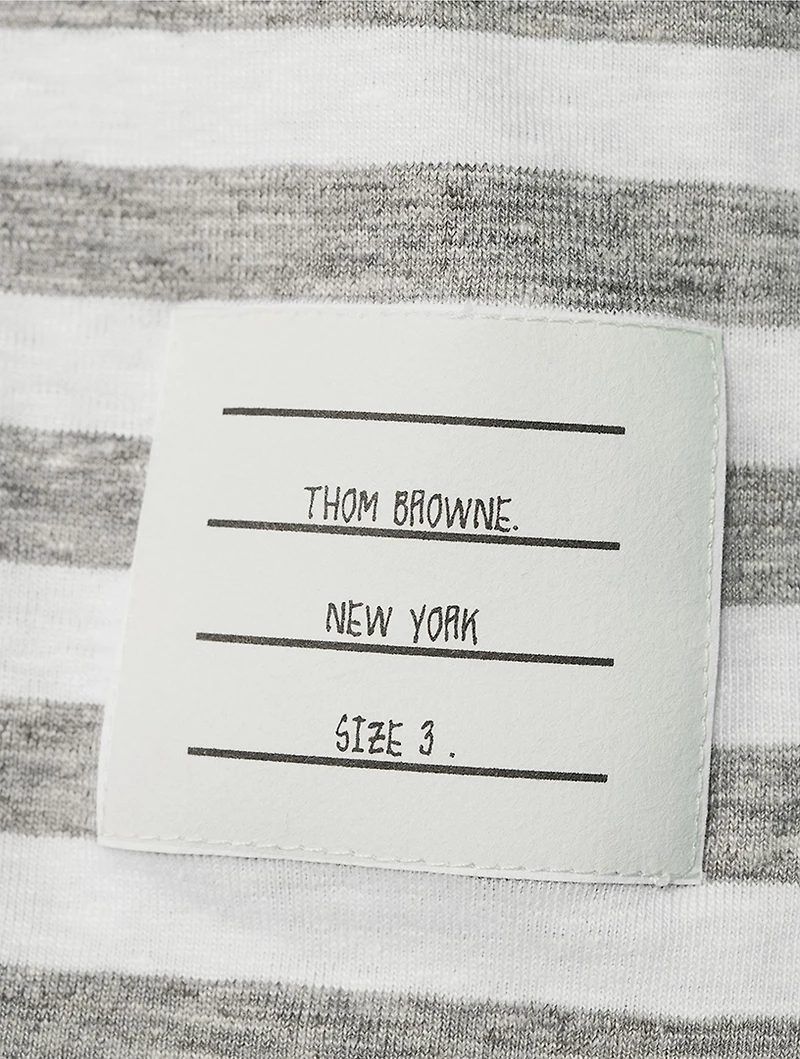 THOM BROWNE.
NEW YORK
SIZE 3 .